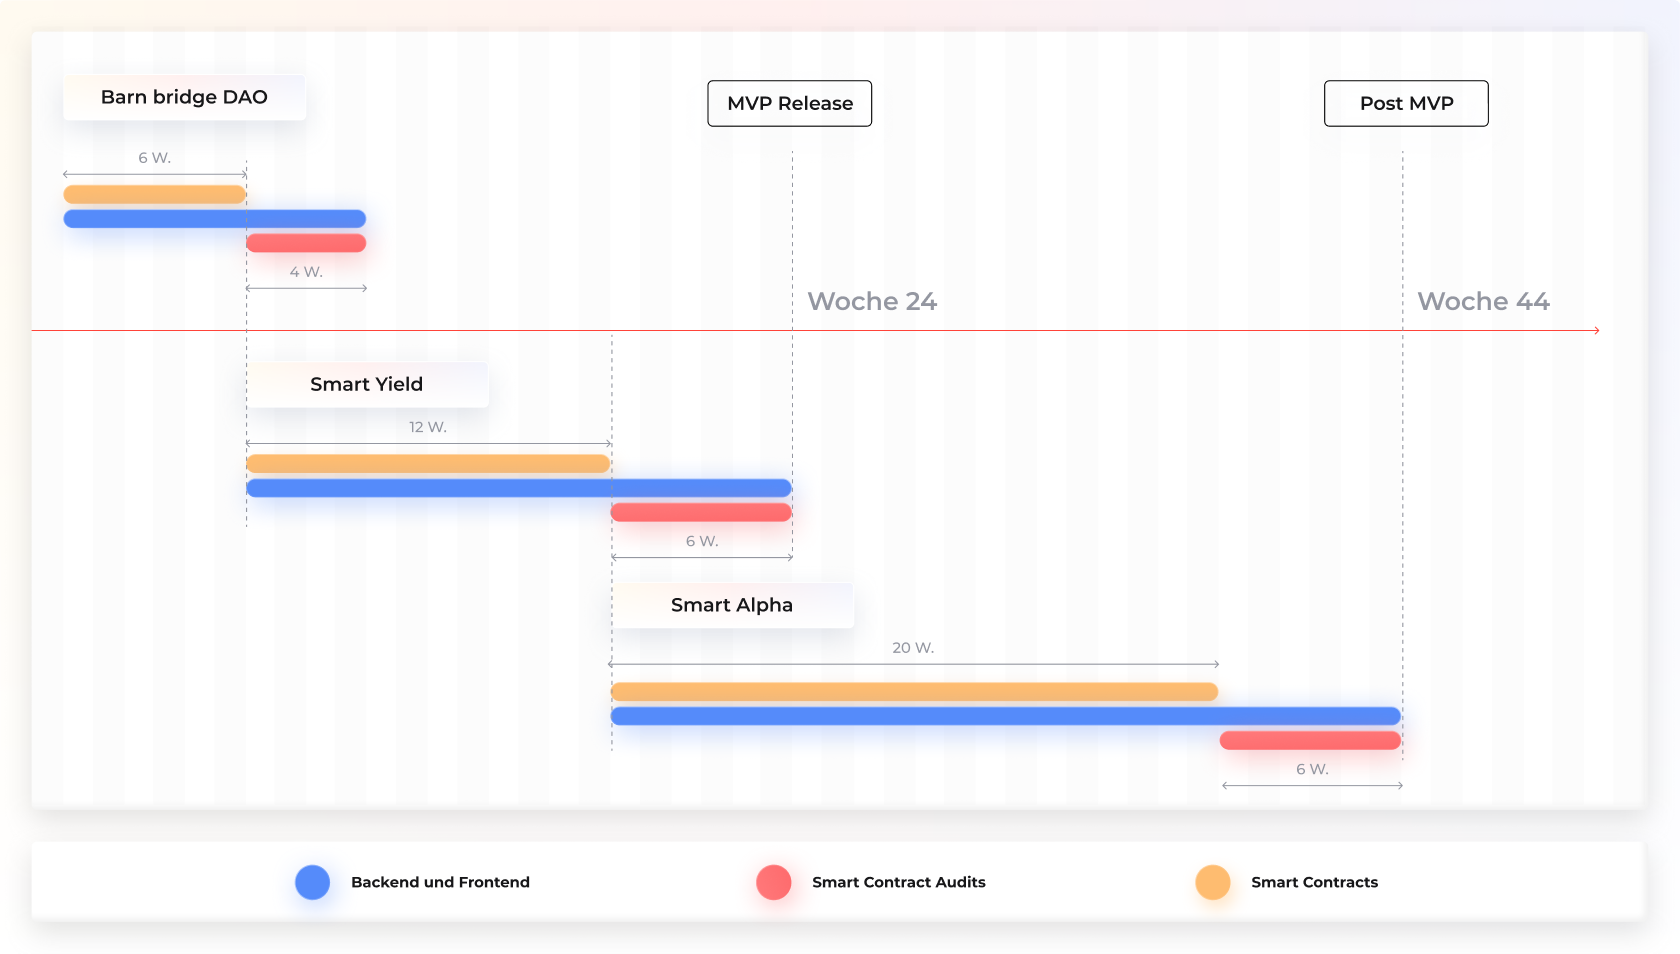 Barn bridge DAO
MVP Release
Post MVP
6 W.
4 W.
Woche 24
Woche 44
Smart Yield
12 W.
6 W.
Smart Alpha
20 W.
6 W.
Backend und Frontend
Smart Contract Audits
Smart Contracts